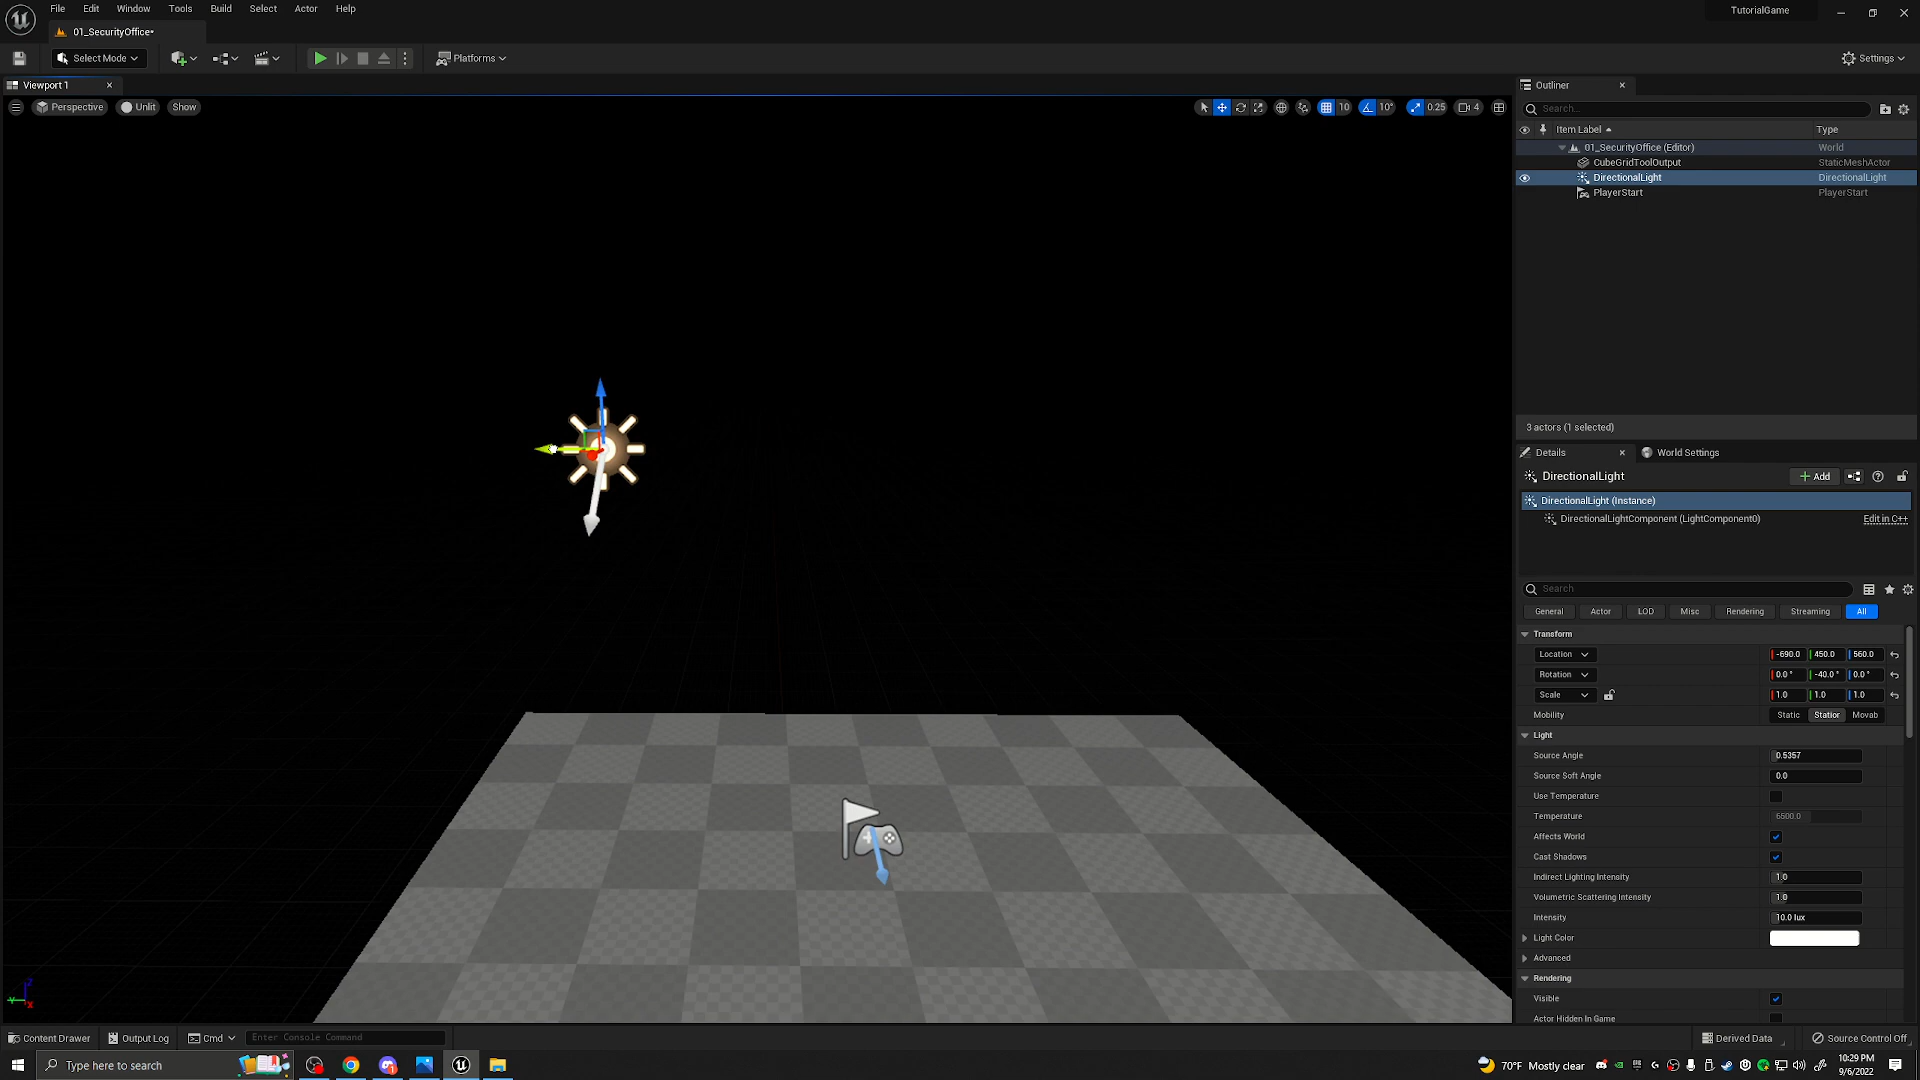 File Edit Window Tools Build Select Actor Help
TutorialGame
01_SecurityOffice•
Select Mode
Platforms
Settings
Viewport 1
Perspective Unlit Show
10 10° 0.25 4
Outliner
Search...
Item Label Type
01_SecurityOffice (Editor) World
CubeGridToolOutput StaticMeshActor
DirectionalLight DirectionalLight
PlayerStart PlayerStart
3 actors (1 selected)
Details World Settings
DirectionalLight Add
DirectionalLight (Instance)
DirectionalLightComponent (LightComponent0) Edit in C++
Search
General Actor LOD Misc Rendering Streaming All
Transform
Location -690.0 450.0 560.0
Rotation 0.0° -40.0° 0.0°
Scale 1.0 1.0 1.0
Mobility Static Station Movab
Light
Source Angle 0.5357
Source Soft Angle 0.0
Use Temperature
Temperature 6500.0
Affects World
Cast Shadows
Indirect Lighting Intensity 1.0
Volumetric Scattering Intensity 1.0
Intensity 10.0 lux
Light Color
Advanced
Rendering
Visible
Actor Hidden In Game
Z
Y X
Content Drawer Output Log Cmd Enter Console Command
Derived Data Source Control Off
Type here to search
70°F Mostly clear
10:29 PM
9/6/2022